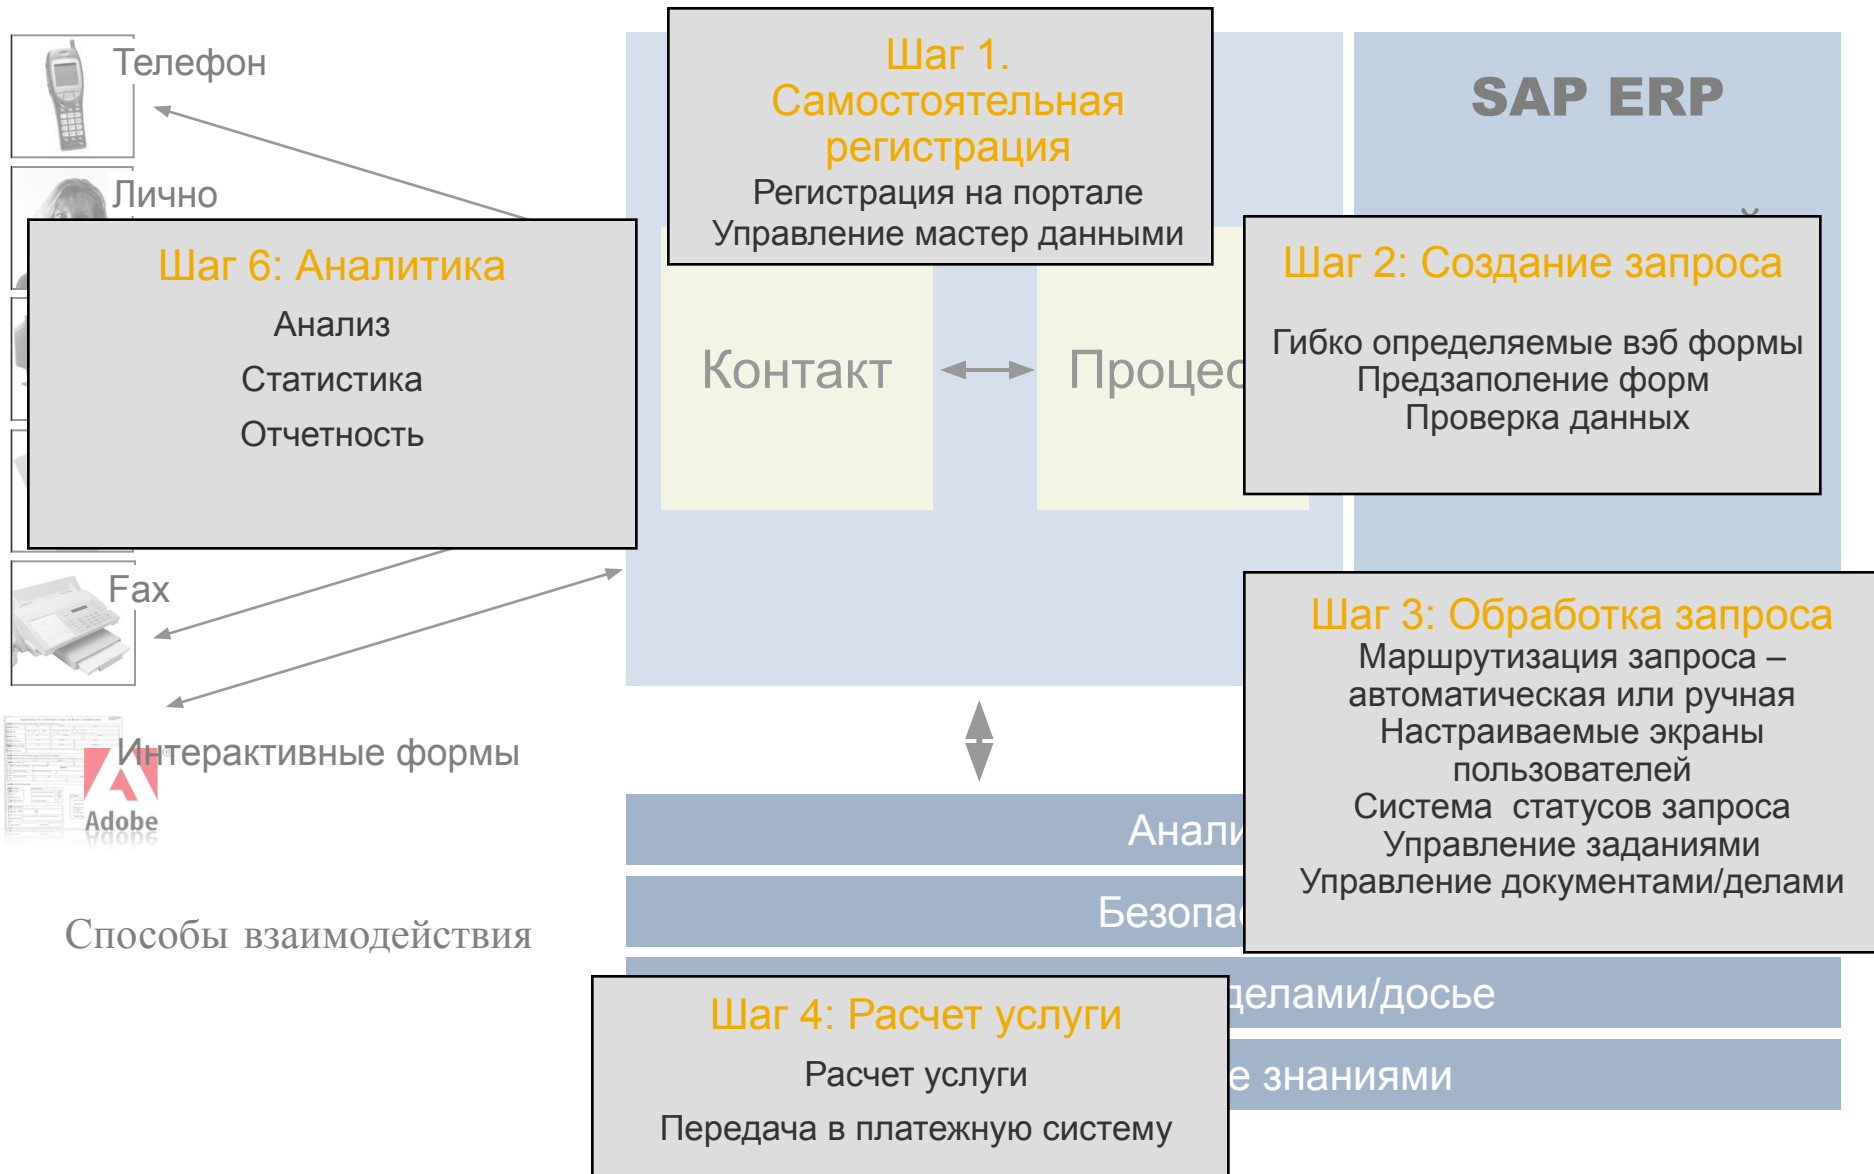 Телефон
Лично
Fax
Интерактивные формы
Adobe
Способы взаимодействия
Шаг 1.
Самостоятельная
регистрация
Регистрация на портале
Управление мастер данными
SAP ERP
Шаг 6: Аналитика
Анализ
Статистика
Отчетность
Контакт
Процес
Шаг 2: Создание запроса
Гибко определяемые вэб формы
Предзаполение форм
Проверка данных
Шаг 3: Обработка запроса
Маршрутизация запроса –
автоматическая или ручная
Настраиваемые экраны
пользователей
Система статусов запроса
Управление заданиями
Управление документами/делами
Анали
Безопас
делами/досье
е знаниями
Шаг 4: Расчет услуги
Расчет услуги
Передача в платежную систему